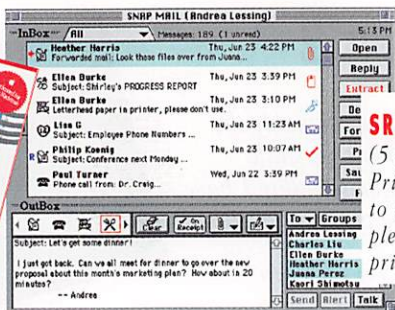 SNAP MAIL (Andrea Lessing)
InBox
/All
Messages: 189 (1 unread)
5:13 PM
Heather Harris
Thu, Jun 23 4:22 PM
Forwarded mail: Look these files over from Juana...
Open
Ellen Burke
Thu, Jun 23 3:39 PM
Subject: Shirley's PROGRESS REPORT
Reply
Ellen Burke
Thu, Jun 23 3:10 PM
Letterhead paper in printer, please don't use.
Extract
Lisa G
Thu, Jun 23 11:23 AM
Subject: Employee Phone Numbers ...
De
R
Philip Koenig
Thu, Jun 23 10:07 AM
Subject: Conference next Monday ...
For
Paul Turner
Wed, Jun 22 3:39 PM
Phone call from: Dr. Craig...
SR
(5
Pri
to
ple
pri
OutBox
Clear
On Receipt
To
Groups
Subject: Let's get some dinner!
I just got back. Can we all meet for dinner to go over the new
proposal about this month's marketing plan? How about in 20
minutes?
-- Andrea
Andrea Lessing
Charles Liu
Ellen Burke
Heather Harris
Juana Perez
Kaori Shimotsu
Send
Alert
Talk